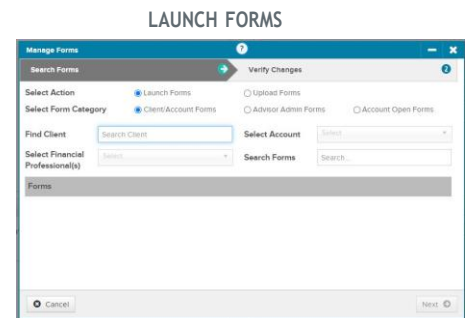 LAUNCH FORMS
Manage Forms ?
Search Forms Verify Changes 2
Select Action Launch Forms Upload Forms
Select Form Category Client/Account Forms Advisor Admin Forms Account Open Forms
Find Client Search Client Select Account Select...
Select Financial Professional(s) Select... Search Forms Search...
Forms
Cancel Next